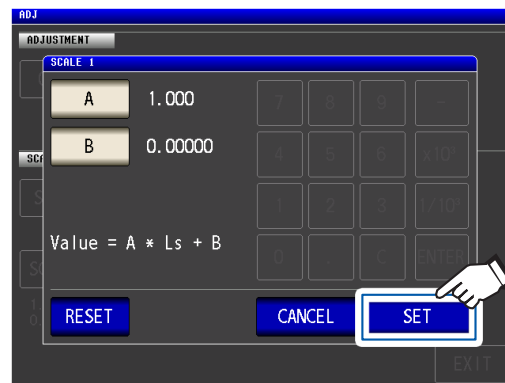 ADJ
ADJUSTMENT
SCALE 1
A 1.000 7 8 9 -
B 0.00000 4 5 6 ×10³
1 2 3 1/10³
Value = A * Ls + B 0 . C ENTER
RESET CANCEL SET
EXIT